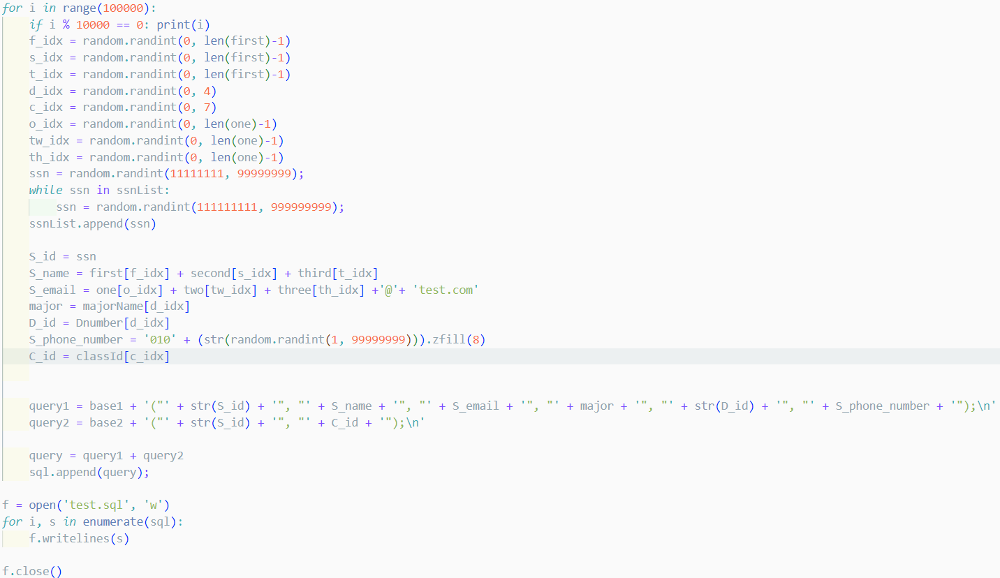 for i in range(100000):
    if i % 10000 == 0: print(i)
    f_idx = random.randint(0, len(first)-1)
    s_idx = random.randint(0, len(first)-1)
    t_idx = random.randint(0, len(first)-1)
    d_idx = random.randint(0, 4)
    c_idx = random.randint(0, 7)
    o_idx = random.randint(0, len(one)-1)
    tw_idx = random.randint(0, len(one)-1)
    th_idx = random.randint(0, len(one)-1)
    ssn = random.randint(11111111, 99999999);
    while ssn in ssnList:
        ssn = random.randint(111111111, 999999999);
    ssnList.append(ssn)

    S_id = ssn
    S_name = first[f_idx] + second[s_idx] + third[t_idx]
    S_email = one[o_idx] + two[tw_idx] + three[th_idx] +'@'+ 'test.com'
    major = majorName[d_idx]
    D_id = Dnumber[d_idx]
    S_phone_number = '010' + (str(random.randint(1, 99999999))).zfill(8)
    C_id = classId[c_idx]


    query1 = base1 + '("' + str(S_id) + '", "' + S_name + '", "' + S_email + '", "' + major + '", "' + str(D_id) + '", "' + S_phone_number + '");\n'
    query2 = base2 + '("' + str(S_id) + '", "' + C_id + '");\n'

    query = query1 + query2
    sql.append(query);

f = open('test.sql', 'w')
for i, s in enumerate(sql):
    f.writelines(s)

f.close()